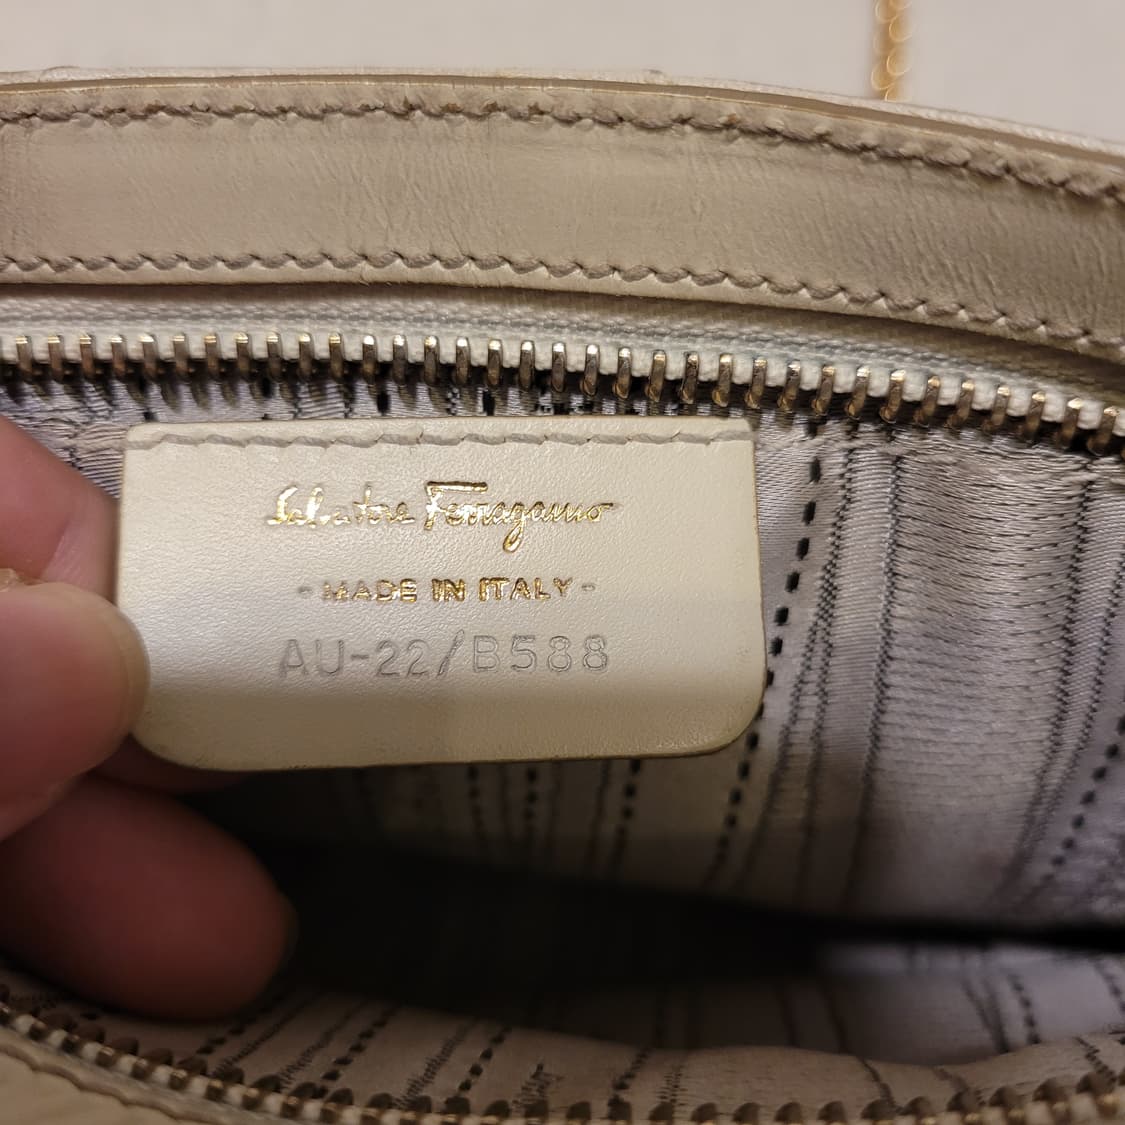 Salvatore Ferragamo
- MADE IN ITALY -
AU-22/B588